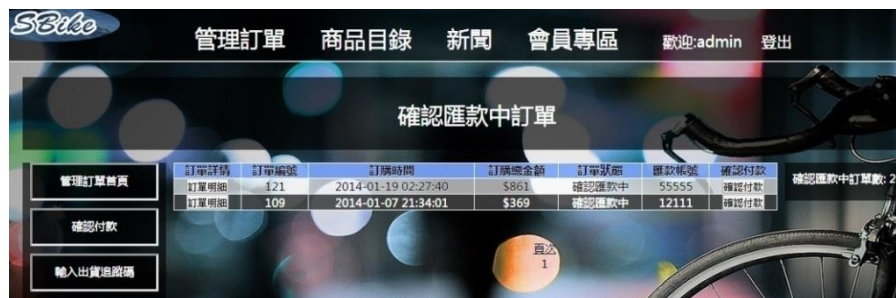 SBike
管理訂單 商品目錄 新聞 會員專區 歡迎:admin 登出
確認匯款中訂單
管理訂單首頁
確認付款
輸入出貨追蹤碼
訂單詳情 訂單編號 訂購時間 訂購總金額 訂單狀態 匯款帳號 確認付款
訂單明細 121 2014-01-19 02:27:40 $861 確認匯款中 55555 確認付款
訂單明細 109 2014-01-07 21:34:01 $369 確認匯款中 12111 確認付款
頁次
1
確認匯款中訂單數: 2